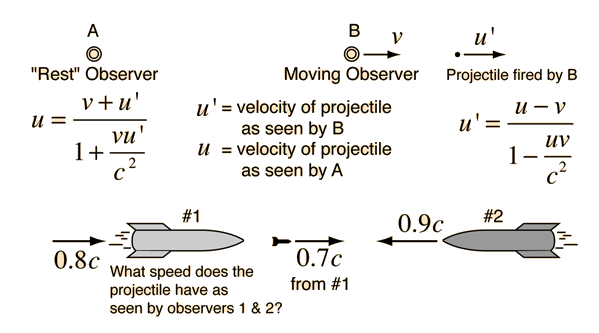 A
B
v
u'
"Rest" Observer
Moving Observer
Projectile fired by B
u = (v + u') / (1 + vu'/c²)
u' = velocity of projectile
as seen by B
u = velocity of projectile
as seen by A
u' = (u − v) / (1 − uv/c²)
#1
#2
0.8c
0.7c
from #1
0.9c
What speed does the
projectile have as
seen by observers 1 & 2?